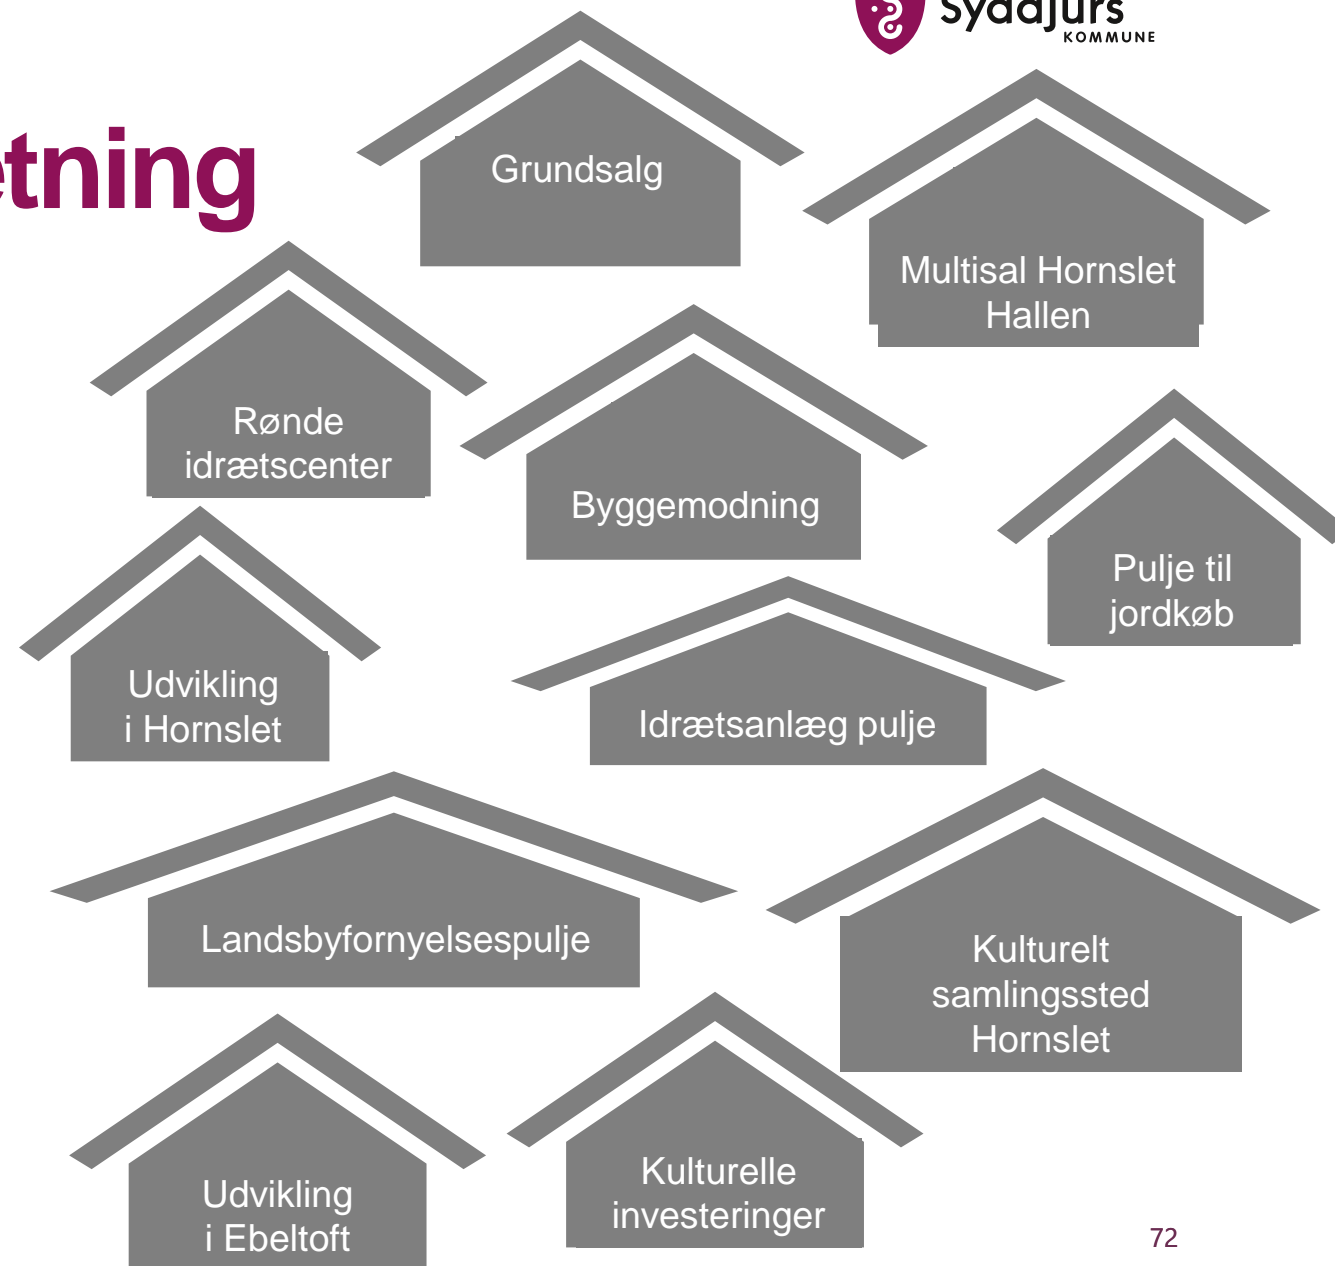 Syddjurs
KOMMUNE
etning
Grundsalg
Multisal Hornslet
Hallen
Rønde
idrætscenter
Byggemodning
Pulje til
jordkøb
Udvikling
i Hornslet
Idrætsanlæg pulje
Landsbyfornyelsespulje
Kulturelt
samlingssted
Hornslet
Udvikling
i Ebeltoft
Kulturelle
investeringer
72